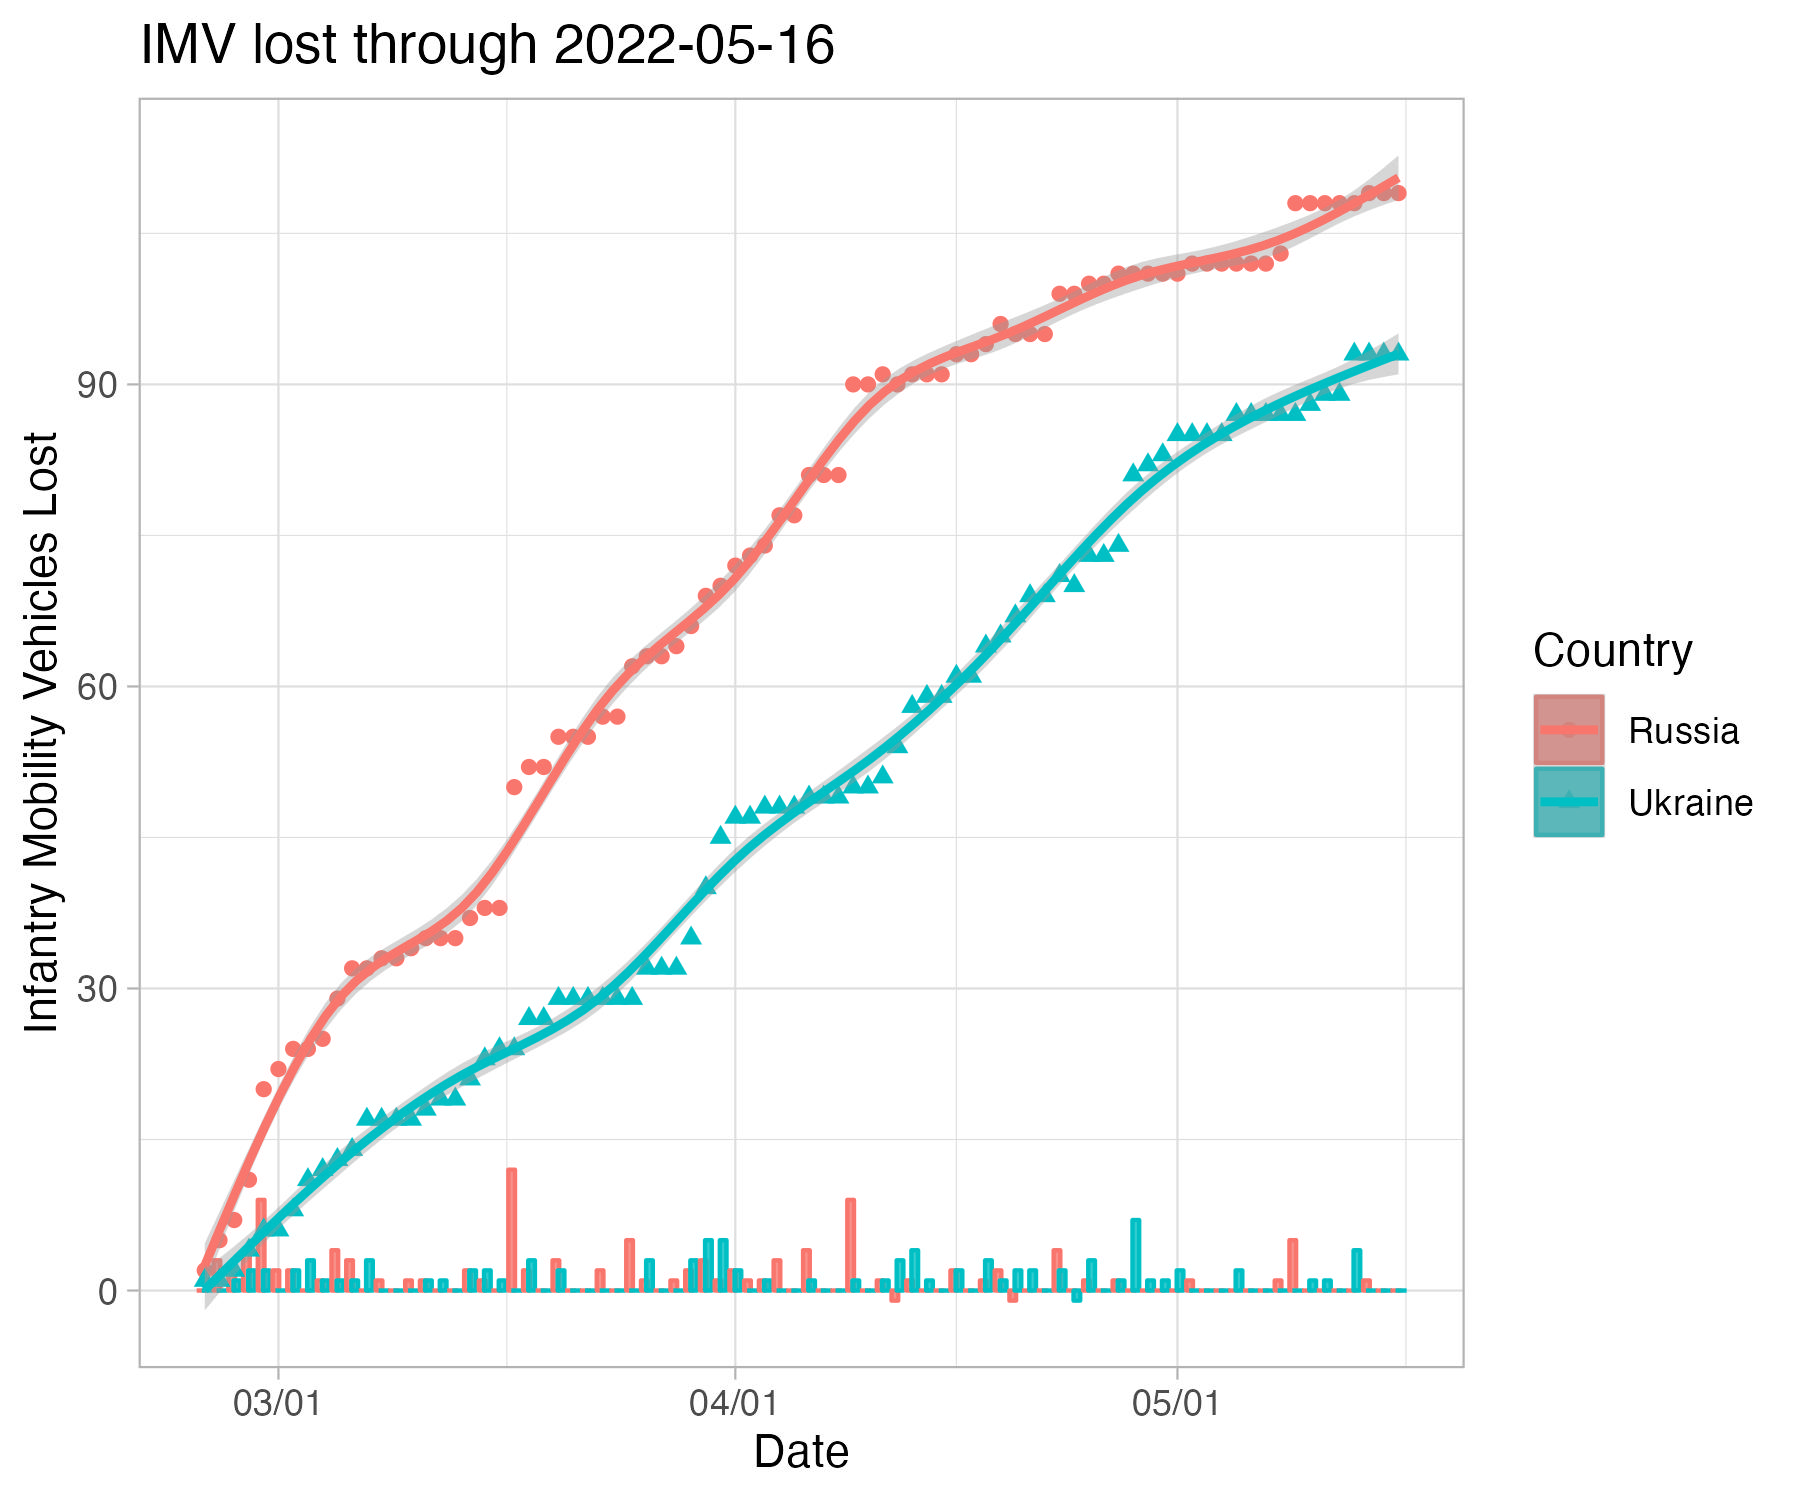 IMV lost through 2022-05-16
Infantry Mobility Vehicles Lost
90
60
30
0
03/01
04/01
05/01
Date
Country
Russia
Ukraine